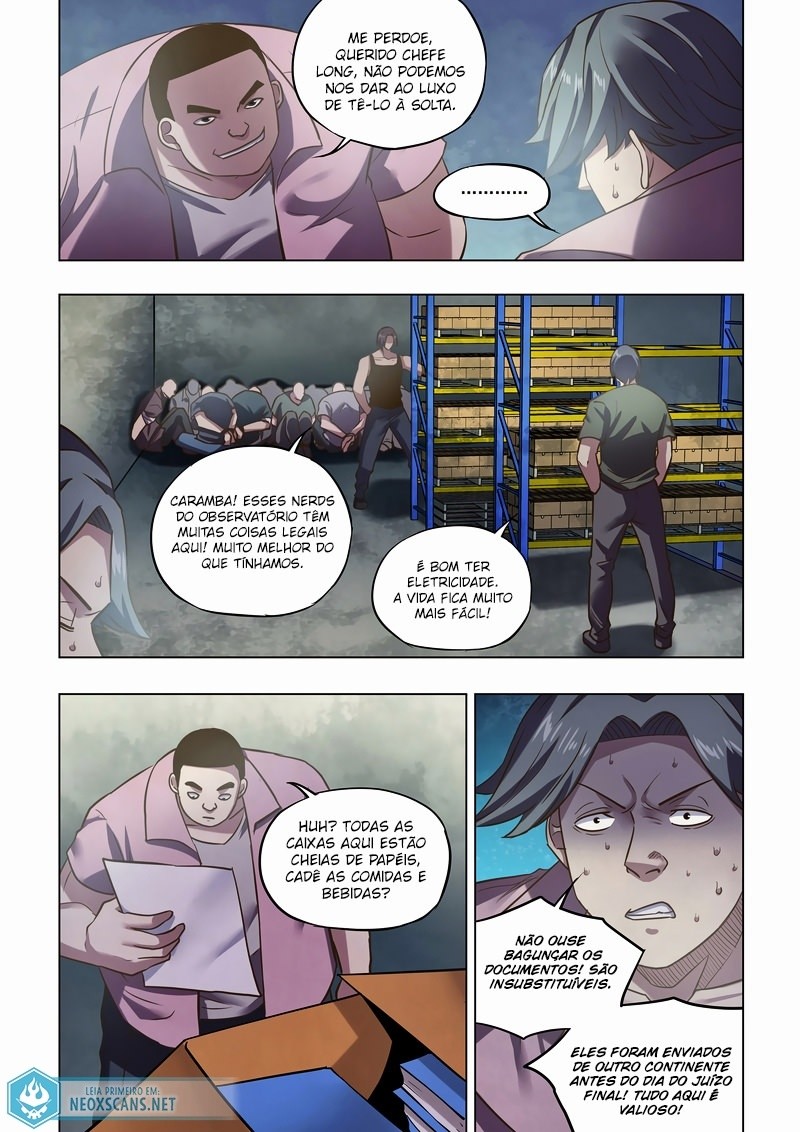 ME PERDOE,
QUERIDO CHEFE
LONG, NÃO PODEMOS
NOS DAR AO LUXO
DE TÊ-LO À SOLTA.
.............
CARAMBA! ESSES NERDS
DO OBSERVATÓRIO TÊM
MUITAS COISAS LEGAIS
AQUI! MUITO MELHOR DO
QUE TÍNHAMOS.
É BOM TER
ELETRICIDADE.
A VIDA FICA MUITO
MAIS FÁCIL!
HUH? TODAS AS
CAIXAS AQUI ESTÃO
CHEIAS DE PAPÉIS,
CADÊ AS COMIDAS E
BEBIDAS?
NÃO OUSE
BAGUNÇAR OS
DOCUMENTOS! SÃO
INSUBSTITUÍVEIS.
ELES FORAM ENVIADOS
DE OUTRO CONTINENTE
ANTES DO DIA DO JUÍZO
FINAL! TUDO AQUI É
VALIOSO!
LEIA PRIMEIRO EM:
NEOXSCANS.NET